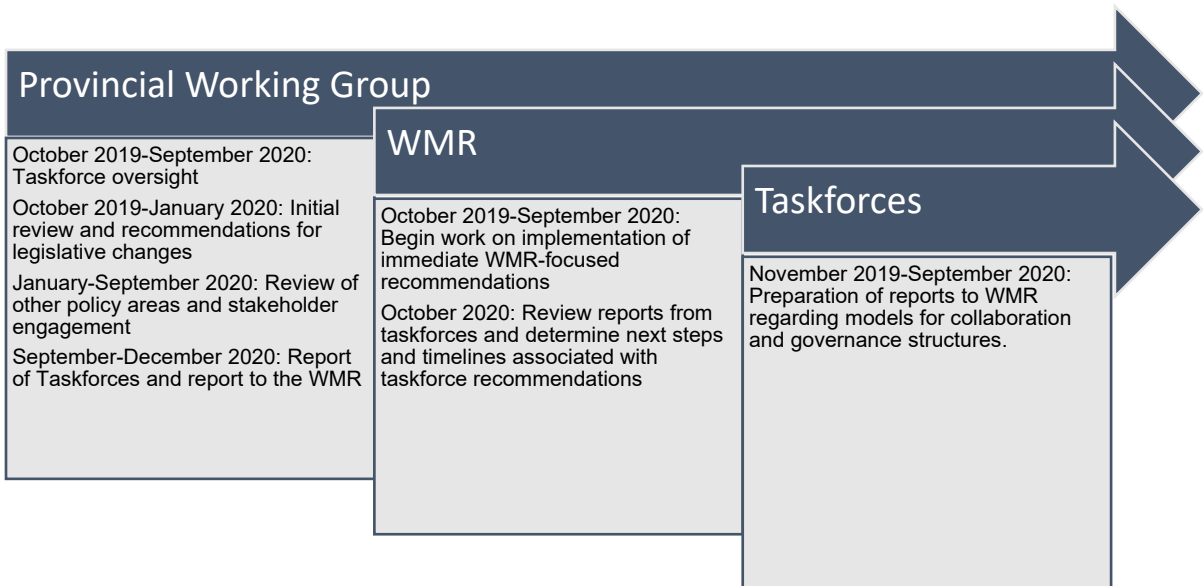 Provincial Working Group
October 2019-September 2020:
Taskforce oversight
October 2019-January 2020: Initial
review and recommendations for
legislative changes
January-September 2020: Review of
other policy areas and stakeholder
engagement
September-December 2020: Report
of Taskforces and report to the WMR
WMR
October 2019-September 2020:
Begin work on implementation of
immediate WMR-focused
recommendations
October 2020: Review reports from
taskforces and determine next steps
and timelines associated with
taskforce recommendations
Taskforces
November 2019-September 2020:
Preparation of reports to WMR
regarding models for collaboration
and governance structures.